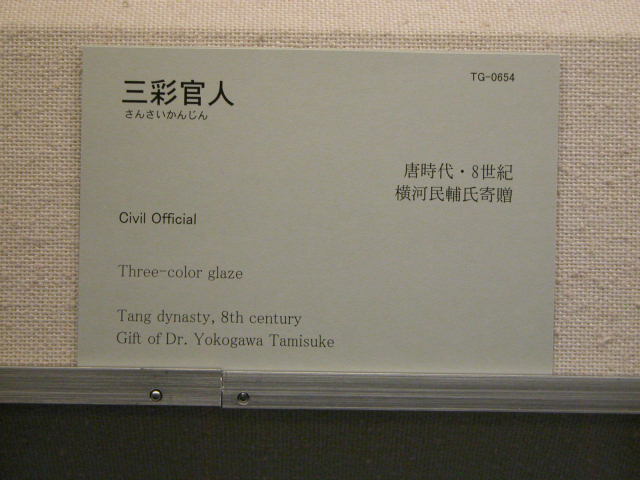 TG-0654
三彩官人
さんさいかんじん
唐時代・8世紀
横河民輔氏寄贈
Civil Official
Three-color glaze
Tang dynasty, 8th century
Gift of Dr. Yokogawa Tamisuke